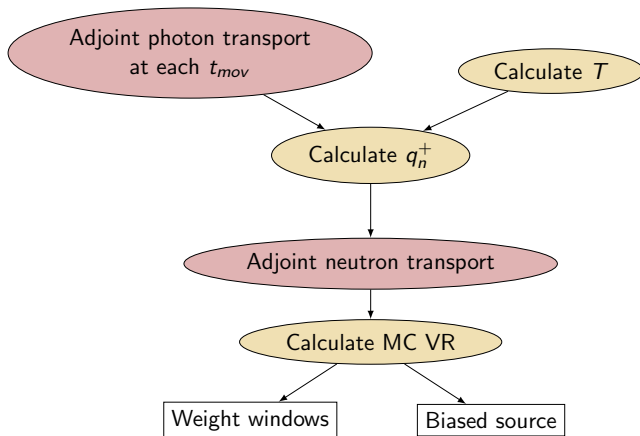 Adjoint photon transport
at each t_mov
Calculate T
Calculate q_n^+
Adjoint neutron transport
Calculate MC VR
Weight windows
Biased source